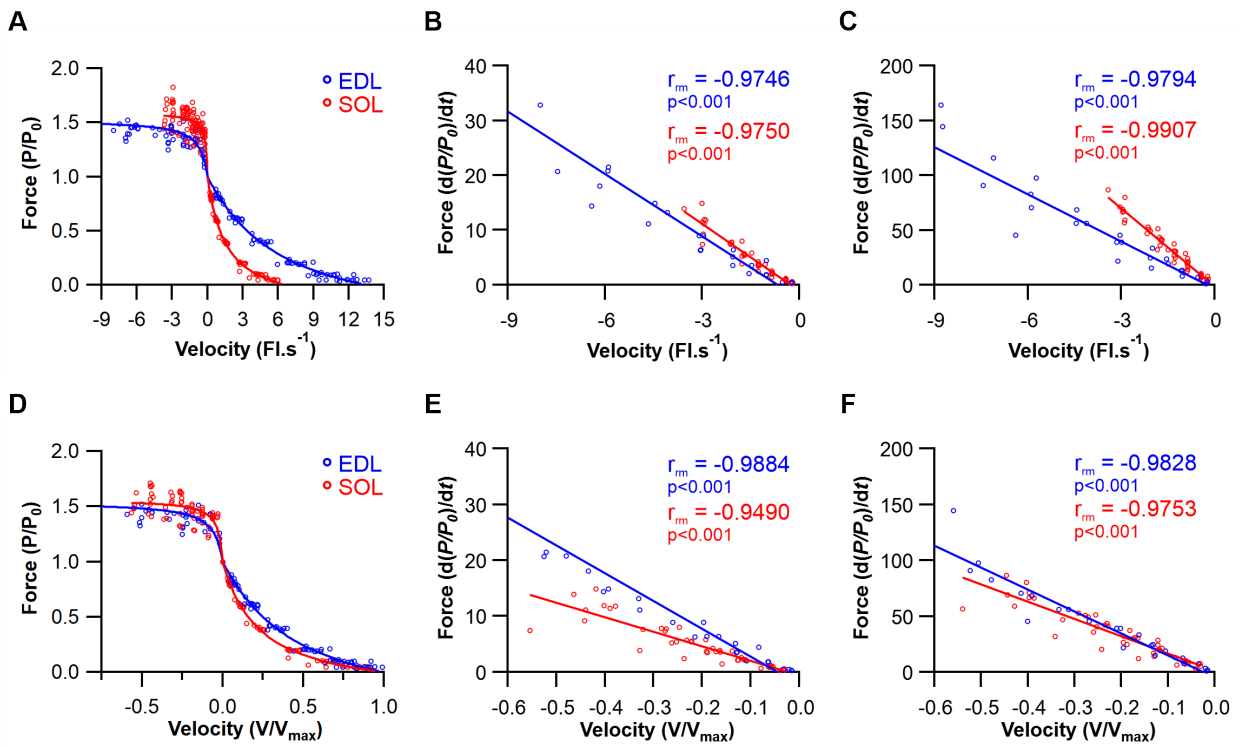 A
2.0
1.5
1.0
0.5
0.0
Force (P/P0)
EDL
SOL
-9 -6 -3 0 3 6 9 12 15
Velocity (Fl.s-1)
B
40
30
20
10
0
Force (d(P/P0)/dt)
rrm = -0.9746
p<0.001
rrm = -0.9750
p<0.001
-9 -6 -3 0
Velocity (Fl.s-1)
C
200
150
100
50
0
Force (d(P/P0)/dt)
rrm = -0.9794
p<0.001
rrm = -0.9907
p<0.001
-9 -6 -3 0
Velocity (Fl.s-1)
D
2.0
1.5
1.0
0.5
0.0
Force (P/P0)
EDL
SOL
-0.5 0.0 0.5 1.0
Velocity (V/Vmax)
E
40
30
20
10
0
Force (d(P/P0)/dt)
rrm = -0.9884
p<0.001
rrm = -0.9490
p<0.001
-0.6 -0.5 -0.4 -0.3 -0.2 -0.1 0.0
Velocity (V/Vmax)
F
200
150
100
50
0
Force (d(P/P0)/dt)
rrm = -0.9828
p<0.001
rrm = -0.9753
p<0.001
-0.6 -0.5 -0.4 -0.3 -0.2 -0.1 0.0
Velocity (V/Vmax)